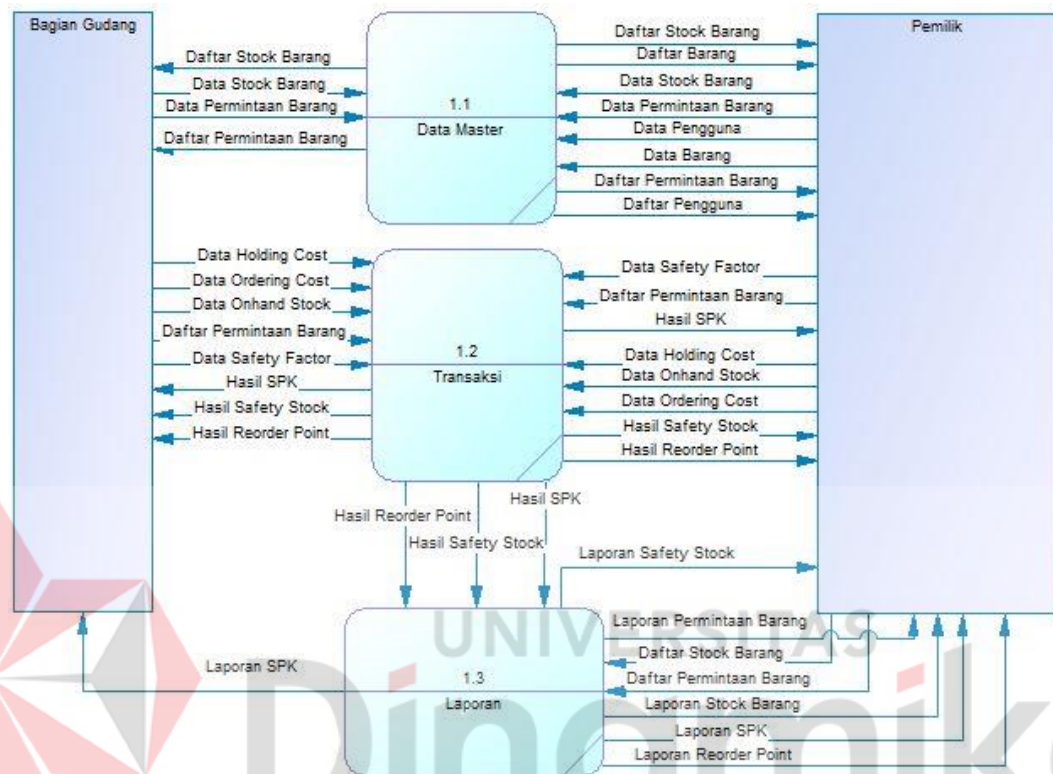 Bagian Gudang
Pemilik
Daftar Stock Barang
Data Stock Barang
Data Permintaan Barang
Daftar Permintaan Barang
1.1
Data Master
Daftar Stock Barang
Daftar Barang
Data Stock Barang
Data Permintaan Barang
Data Pengguna
Data Barang
Daftar Permintaan Barang
Daftar Pengguna
Data Holding Cost
Data Ordering Cost
Data Onhand Stock
Daftar Permintaan Barang
Data Safety Factor
Hasil SPK
Hasil Safety Stock
Hasil Reorder Point
1.2
Transaksi
Data Safety Factor
Daftar Permintaan Barang
Hasil SPK
Data Holding Cost
Data Onhand Stock
Data Ordering Cost
Hasil Safety Stock
Hasil Reorder Point
Hasil SPK
Hasil Reorder Point
Hasil Safety Stock
Laporan Safety Stock
UNIVERSITAS
Dinamika
Laporan SPK
1.3
Laporan
Laporan Permintaan Barang
Daftar Stock Barang
Daftar Permintaan Barang
Laporan Stock Barang
Laporan SPK
Laporan Reorder Point